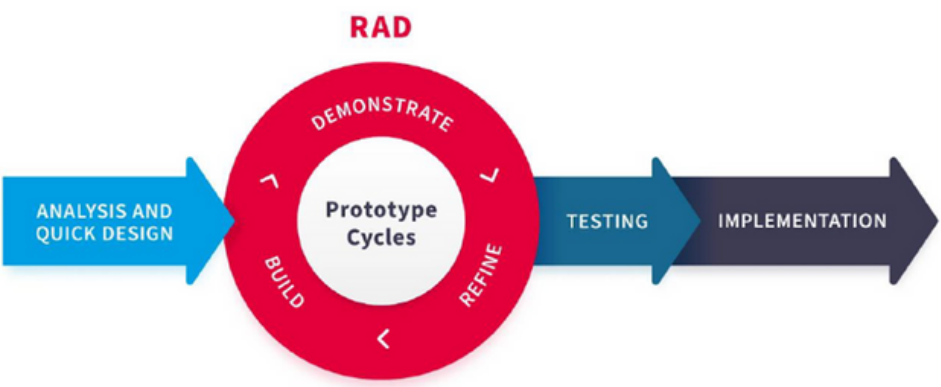 RAD
ANALYSIS AND
QUICK DESIGN
DEMONSTRATE
Prototype
Cycles
BUILD
REFINE
TESTING
IMPLEMENTATION